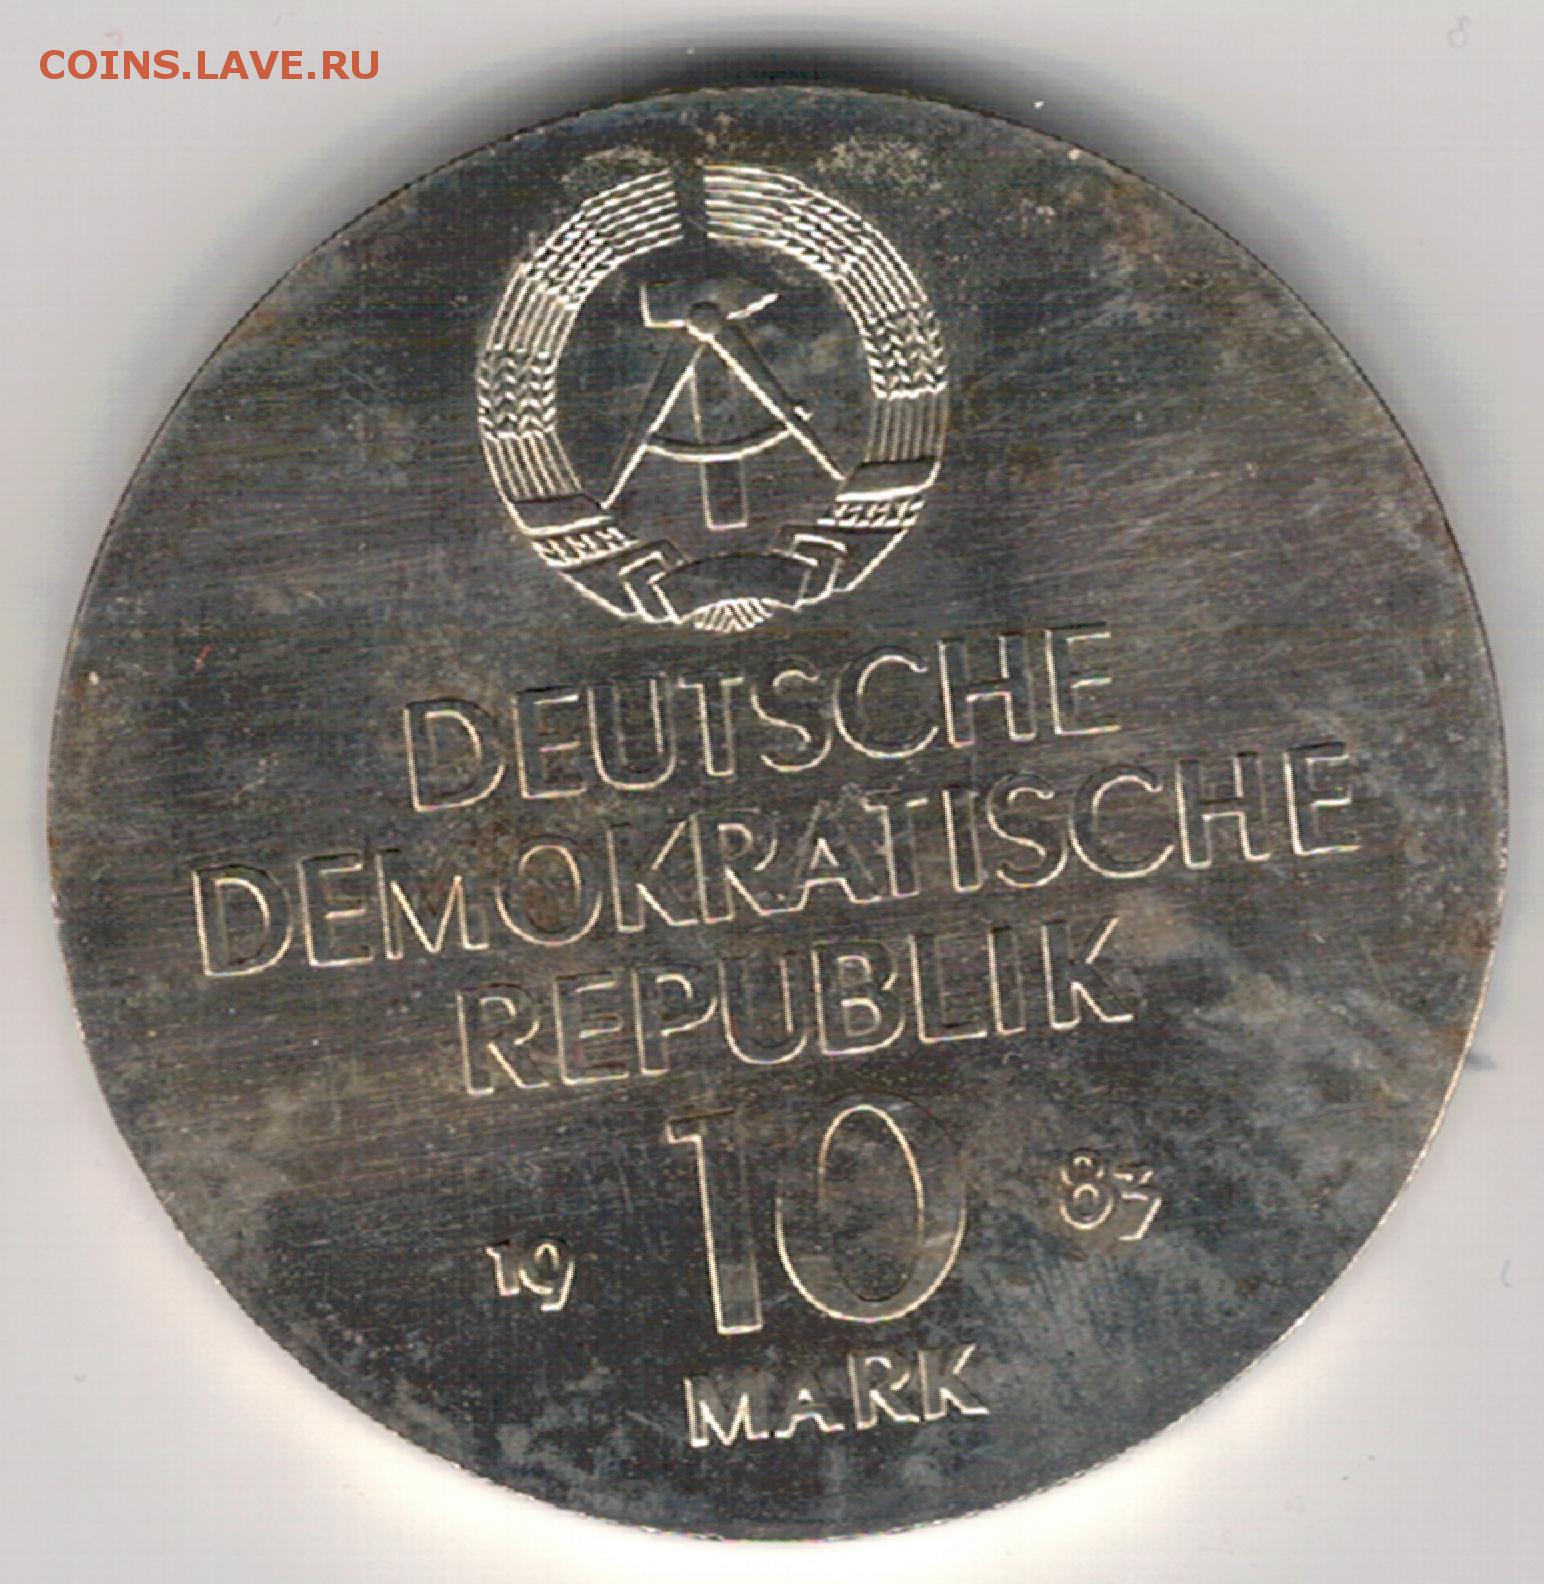 COINS.LAVE.RU
DEUTSCHE
DEMOKRATISCHE
REPUBLIK
10
19 83
MARK